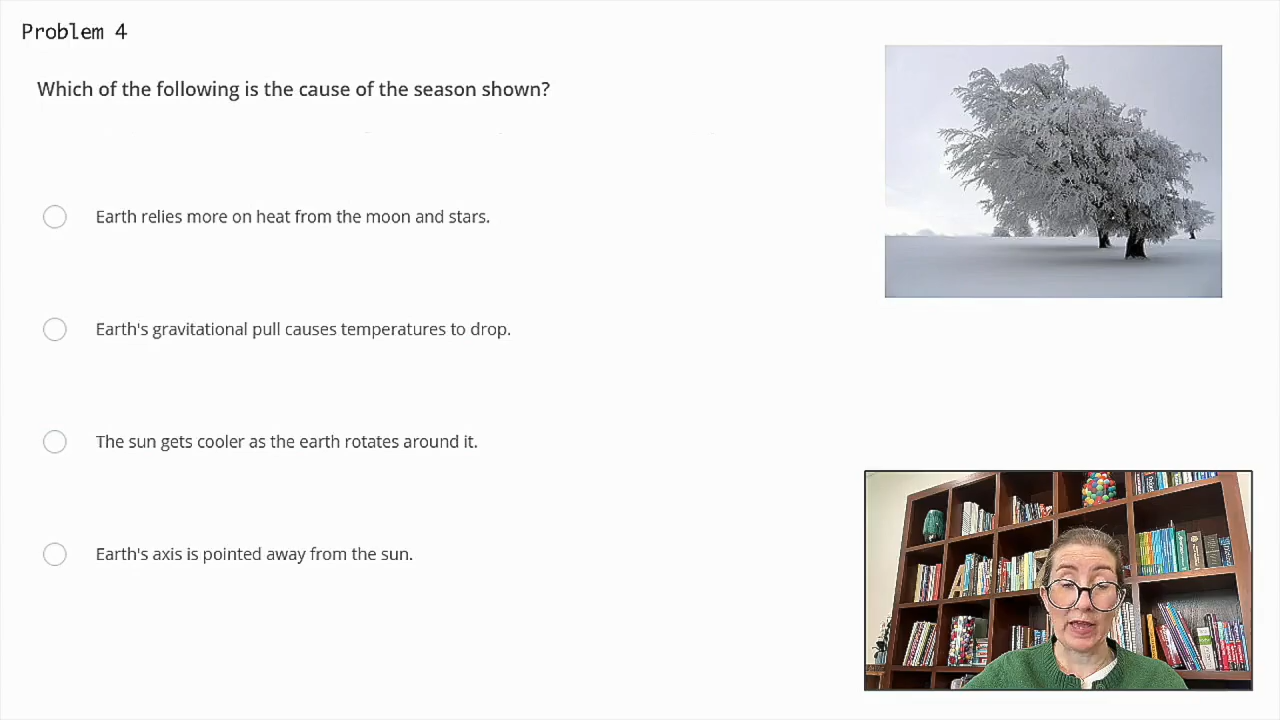 Problem 4
Which of the following is the cause of the season shown?
Earth relies more on heat from the moon and stars.
Earth's gravitational pull causes temperatures to drop.
The sun gets cooler as the earth rotates around it.
Earth's axis is pointed away from the sun.